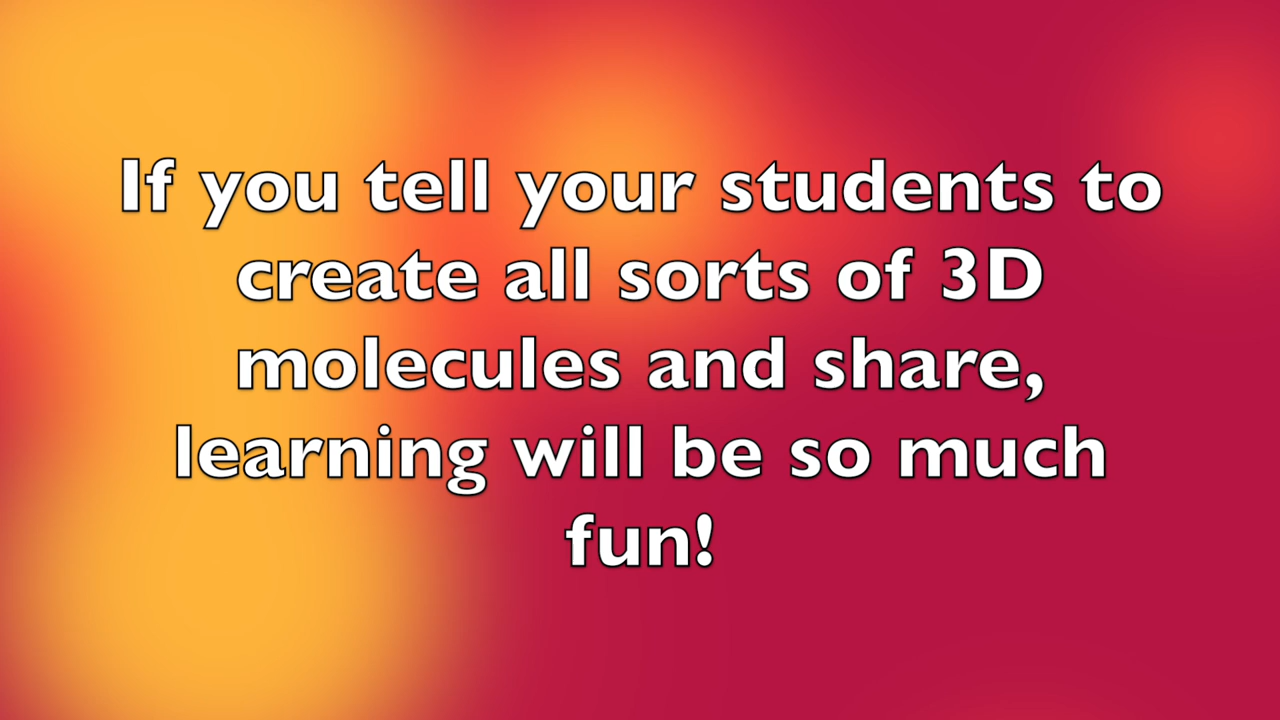 If you tell your students to
create all sorts of 3D
molecules and share,
learning will be so much
fun!